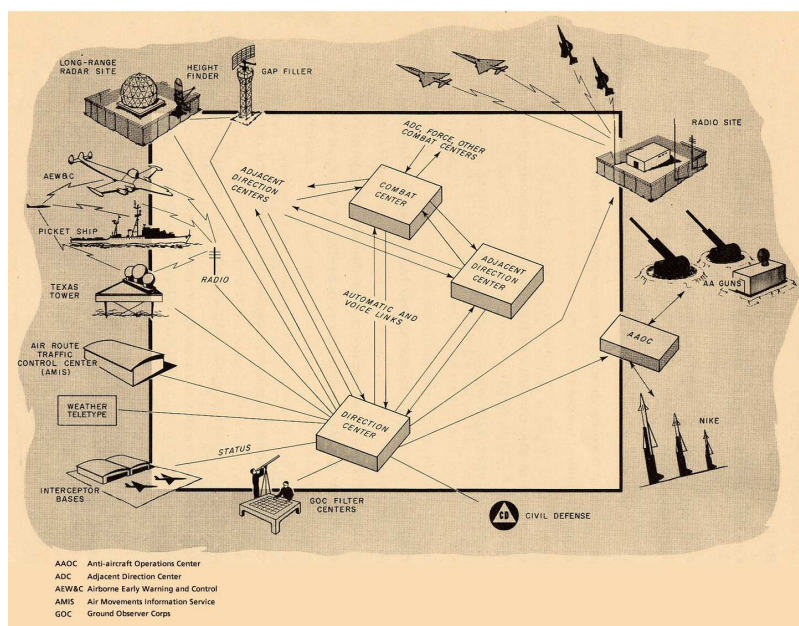 LONG-RANGE
RADAR SITE
HEIGHT
FINDER
GAP FILLER
RADIO SITE
ADC, FORCE, OTHER
COMBAT CENTERS
AEW&C
ADJACENT
DIRECTION
CENTERS
COMBAT
CENTER
PICKET SHIP
RADIO
ADJACENT
DIRECTION
CENTER
AA GUNS
TEXAS
TOWER
AUTOMATIC AND
VOICE LINKS
AAOC
AIR ROUTE
TRAFFIC
CONTROL CENTER
(AMIS)
WEATHER
TELETYPE
DIRECTION
CENTER
NIKE
STATUS
INTERCEPTOR
BASES
GOC FILTER
CENTERS
CD
CIVIL DEFENSE
AAOC Anti-aircraft Operations Center
ADC Adjacent Direction Center
AEW&C Airborne Early Warning and Control
AMIS Air Movements Information Service
GOC Ground Observer Corps